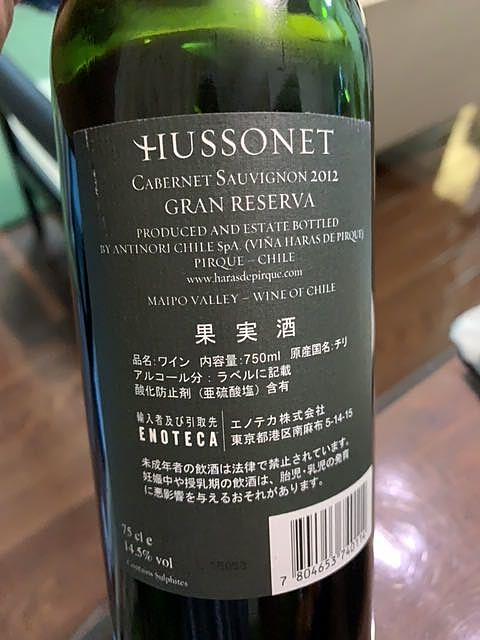 HUSSONET
CABERNET SAUVIGNON 2012
GRAN RESERVA
PRODUCED AND ESTATE BOTTLED
BY ANTINORI CHILE SpA. (VIÑA HARAS DE PIRQUE)
PIRQUE – CHILE
www.harasdepirque.com
MAIPO VALLEY – WINE OF CHILE
果実酒
品名:ワイン 内容量:750ml 原産国名:チリ
アルコール分:ラベルに記載
酸化防止剤(亜硫酸塩)含有
輸入者及び引取先
ENOTECA
エノテカ株式会社
東京都港区南麻布5-14-15
未成年者の飲酒は法律で禁止されています。
妊娠中や授乳期の飲酒は、胎児・乳児の発育
に悪影響を与えるおそれがあります。
75 cl e
14.5% vol
Contains Sulphites
7 804653 740